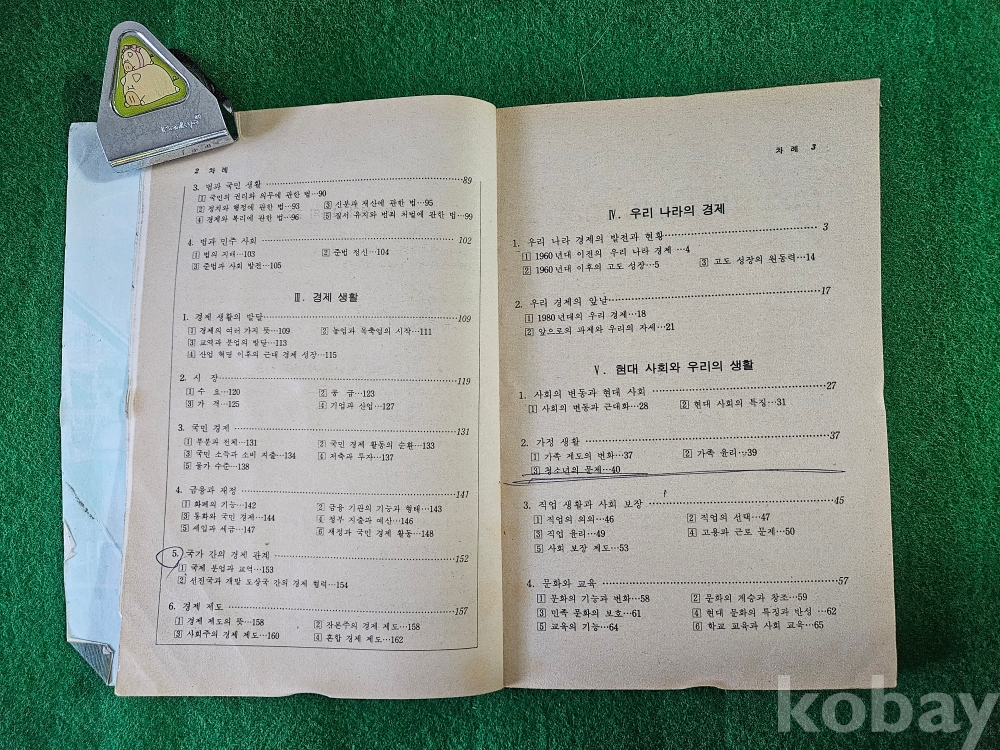 2 차 례
3. 법과 국민 생활 89
1 국민의 권리와 의무에 관한 법…90
2 정치와 행정에 관한 법…93 3 신분과 재산에 관한 법…95
4 경제와 복리에 관한 법…96 5 질서 유지와 범죄 처벌에 관한 법…99
4. 법과 민주 사회 102
1 법의 지배…103 2 준법 정신…104
3 준법과 사회 발전…105
Ⅲ. 경제 생활
1. 경제 생활의 발달 109
1 경제의 여러 가지 뜻…109 2 농업과 목축업의 시작…111
3 교역과 분업의 발달…113
4 산업 혁명 이후의 근대 경제 성장…115
2. 시 장 119
1 수 요…120 2 공 급…123
3 가 격…125 4 기업과 산업…127
3. 국민 경제 131
1 부분과 전체…131 2 국민 경제 활동의 순환…133
3 국민 소득과 소비 지출…134 4 저축과 투자…137
5 물가 수준…138
4. 금융과 재정 141
1 화폐의 기능…142 2 금융 기관의 기능과 형태…143
3 통화와 국민 경제…144 4 정부 지출과 예산…146
5 세입과 세금…147 6 재정과 국민 경제 활동…148
5. 국가 간의 경제 관계 152
1 국제 분업과 교역…153
2 선진국과 개발 도상국 간의 경제 협력…154
6. 경제 제도 157
1 경제 제도의 뜻…158 2 자본주의 경제 제도…158
3 사회주의 경제 제도…160 4 혼합 경제 제도…162
차 례 3
Ⅳ. 우리 나라의 경제
1. 우리 나라 경제의 발전과 현황 3
1 1960년대 이전의 우리 나라 경제…4
2 1960년대 이후의 고도 성장…5 3 고도 성장의 원동력…14
2. 우리 경제의 앞날 17
1 1980년대의 우리 경제…18
2 앞으로의 과제와 우리의 자세…21
Ⅴ. 현대 사회와 우리의 생활
1. 사회의 변동과 현대 사회 27
1 사회의 변동과 근대화…28 2 현대 사회의 특징…31
2. 가정 생활 37
1 가족 제도의 변화…37 2 가족 윤리…39
3 청소년의 문제…40
3. 직업 생활과 사회 보장 45
1 직업의 의의…46 2 직업의 선택…47
3 직업 윤리…49 4 고용과 근로 문제…50
5 사회 보장 제도…53
4. 문화와 교육 57
1 문화의 기능과 변화…58 2 문화의 계승과 창조…59
3 민족 문화의 보호…61 4 현대 문화의 특징과 반성…62
5 교육의 기능…64 6 학교 교육과 사회 교육…65
kobay